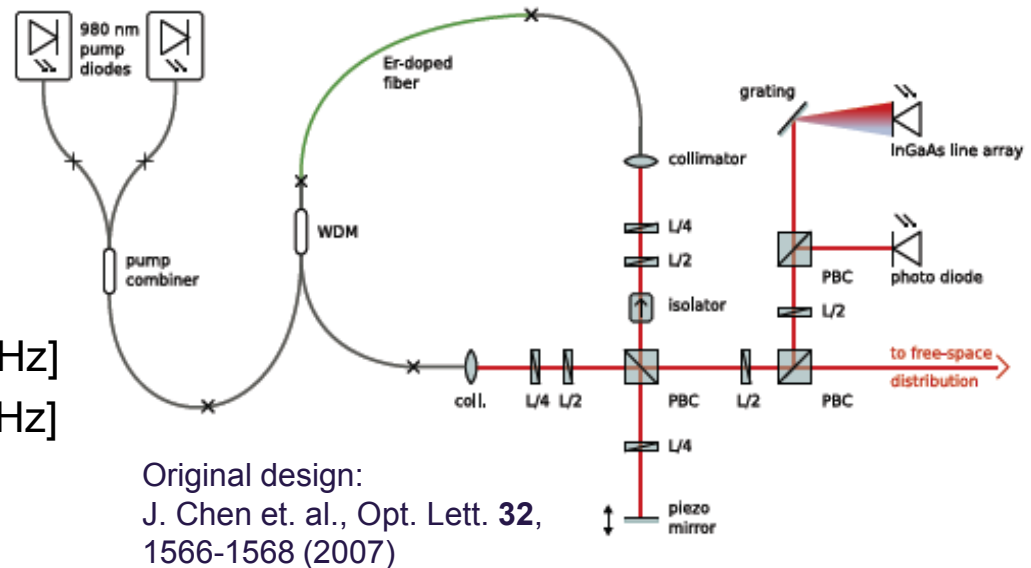 980 nm
pump
diodes
Er-doped
fiber
grating
InGaAs line array
collimator
L/4
WDM
L/2
PBC
photo diode
pump
combiner
isolator
L/2
Hz]
to free-space
distribution
coll.
L/4
L/2
PBC
L/2
PBC
Hz]
L/4
Original design:
J. Chen et. al., Opt. Lett. 32,
1566-1568 (2007)
piezo
mirror